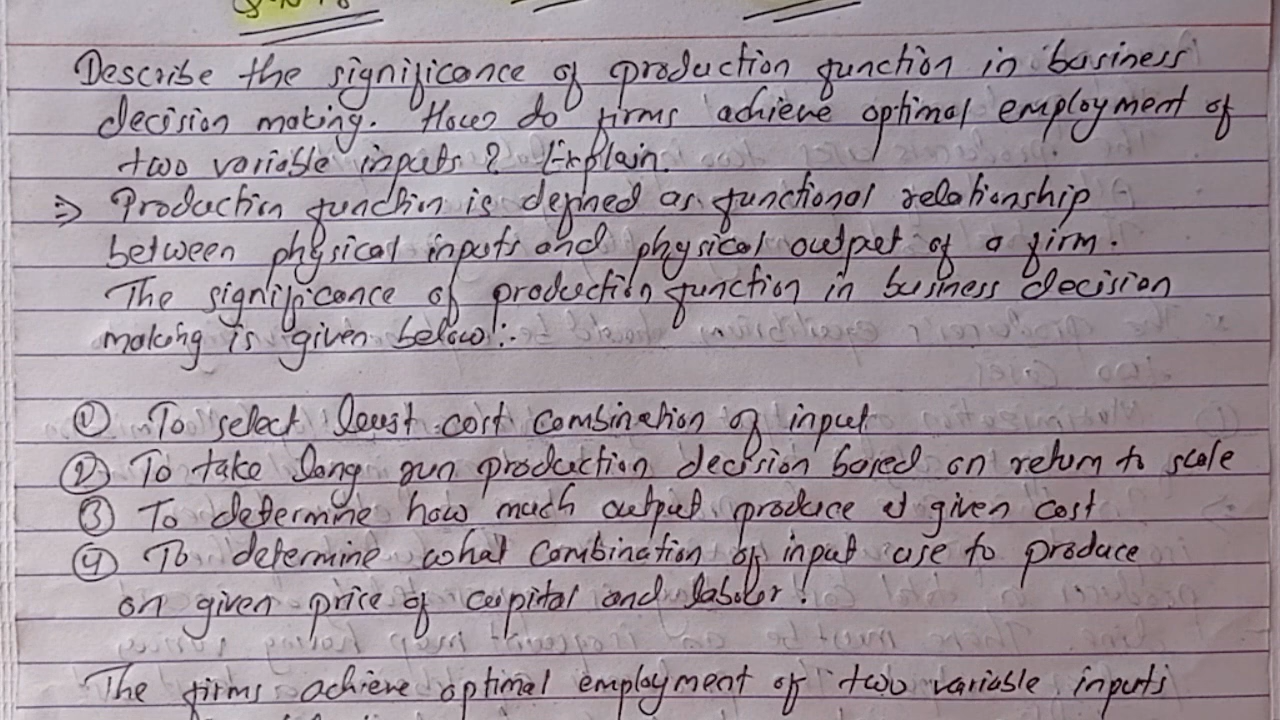 Describe the significance of production function in business
decision making. How do firms achieve optimal employment of
two variable inputs? Explain.
⇒ Production function is defined as functional relationship
between physical inputs and physical output of a firm.
The significance of production function in business decision
making is given below:-
① To select least cost combination of input
② To take long run production decision based on return to scale
③ To determine how much output produce at given cost
④ To determine what combination of input use to produce
on given price of capital and labour.
The firms achieve optimal employment of two variable inputs